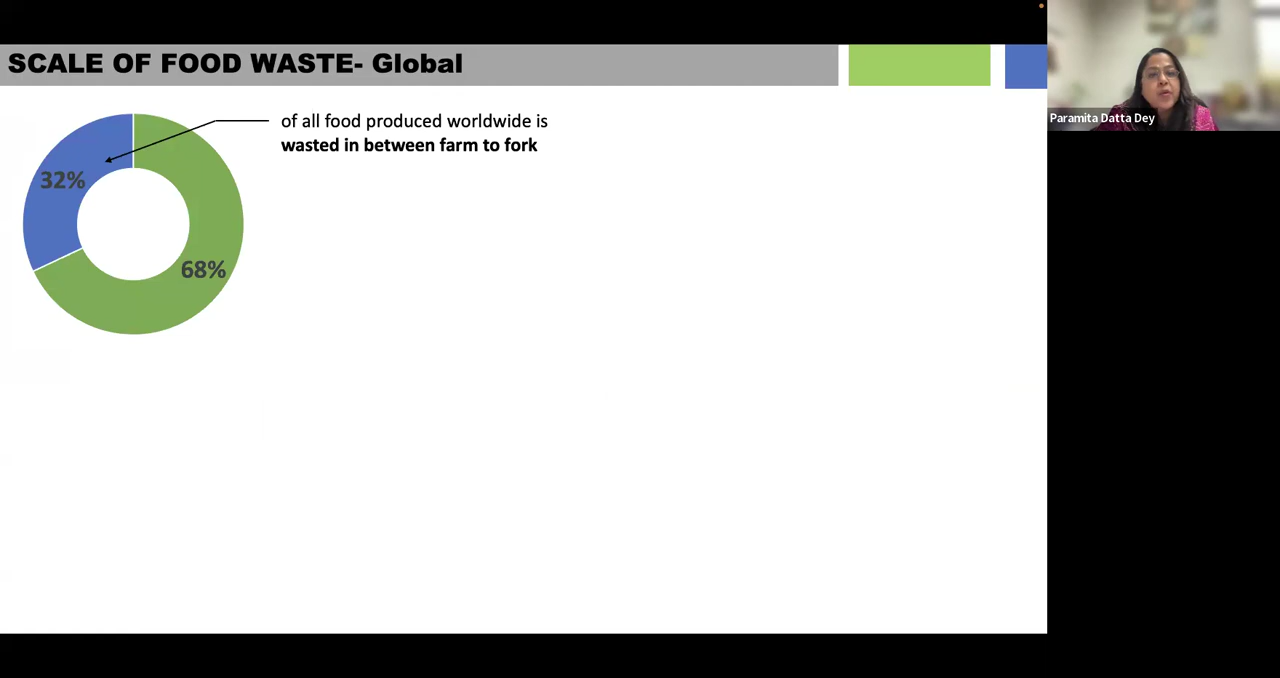 SCALE OF FOOD WASTE- Global
of all food produced worldwide is
wasted in between farm to fork
32%
68%
Paramita Datta Dey